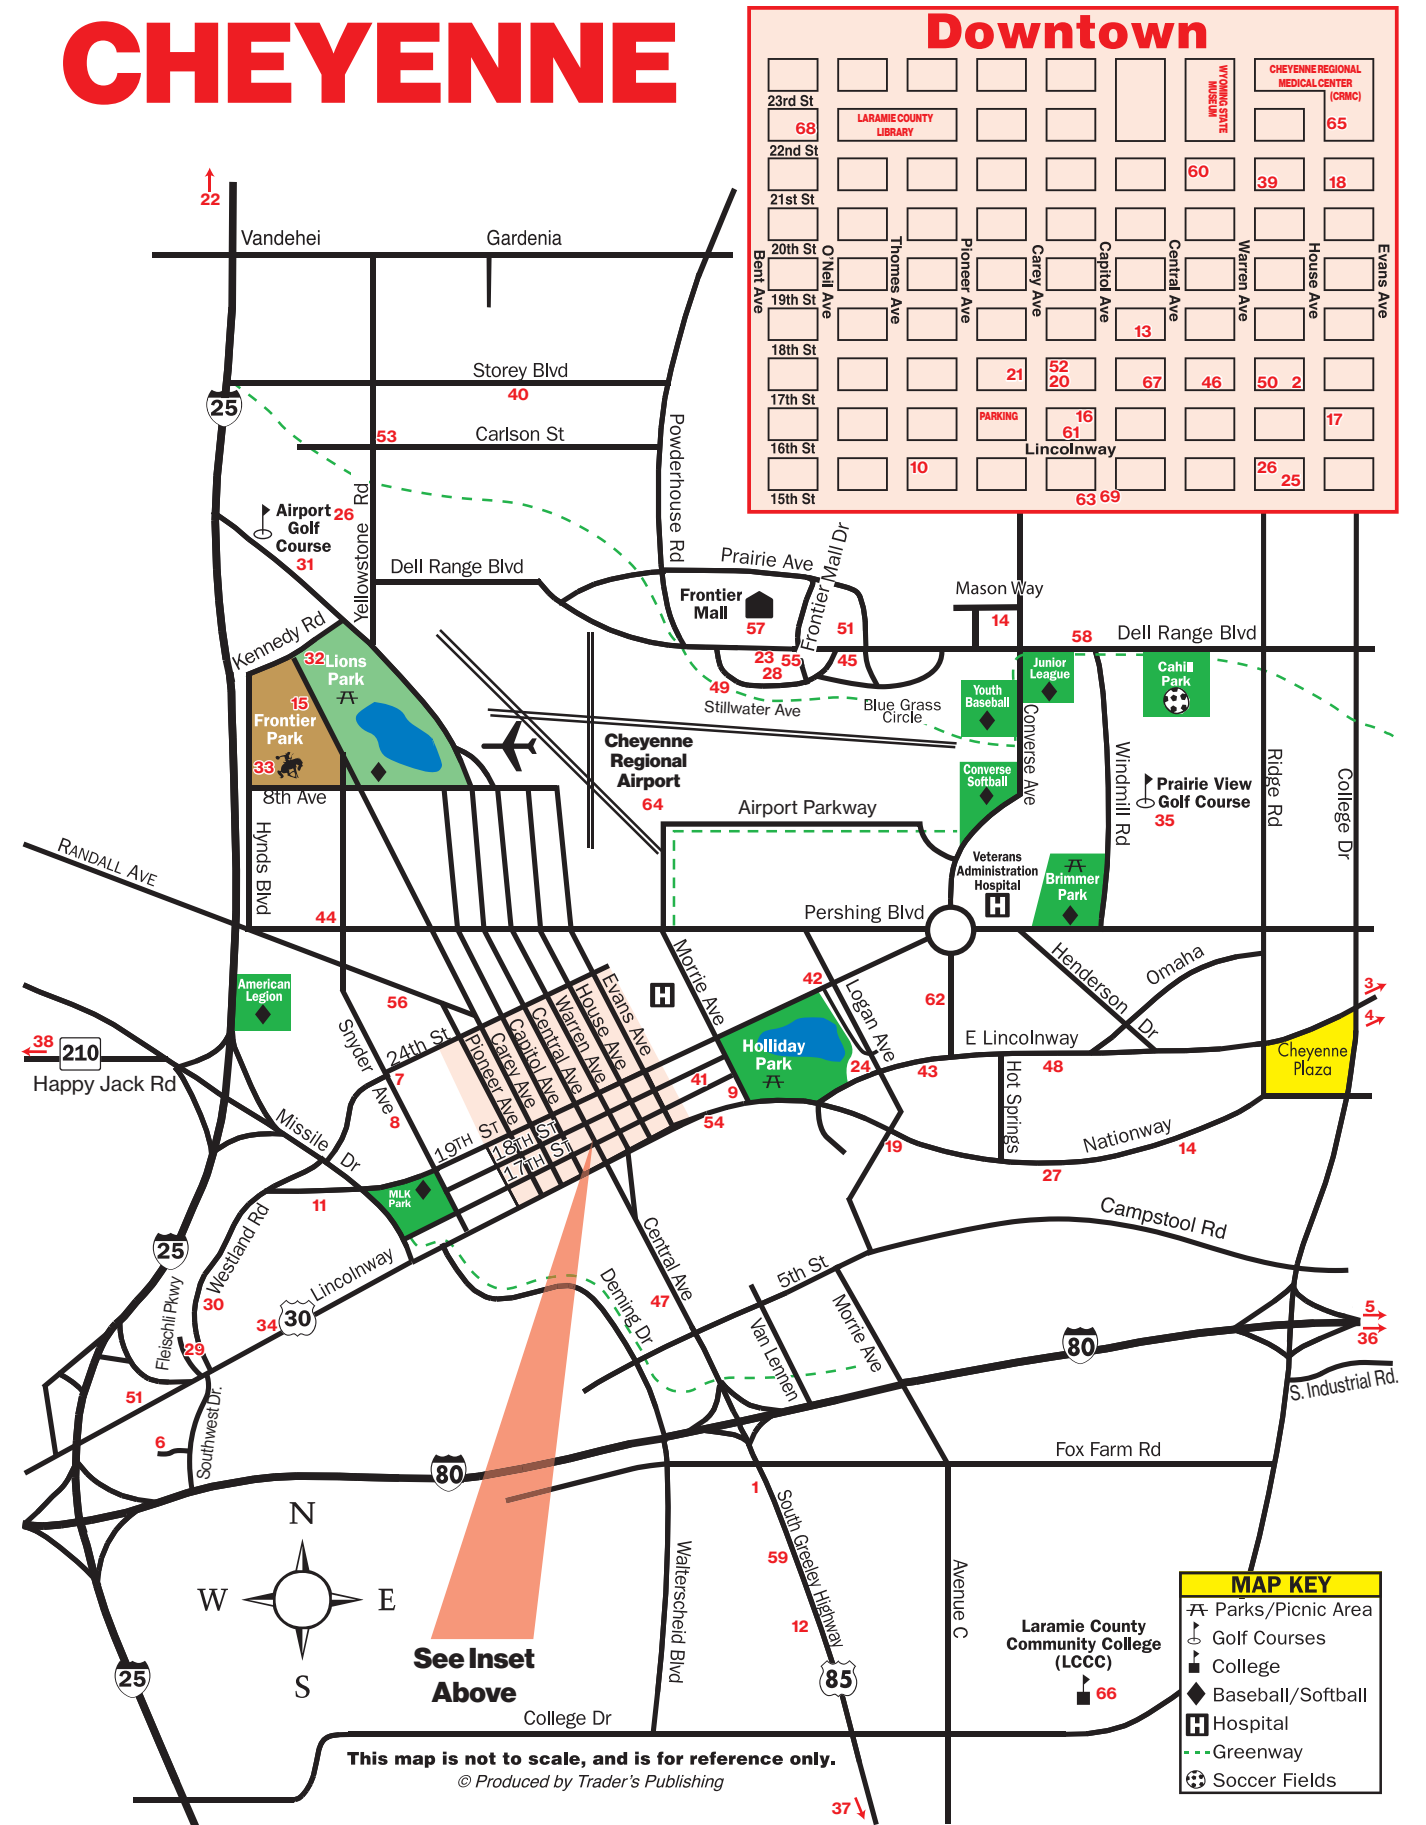 CHEYENNE
Downtown
WYOMING STATE
MUSEUM
CHEYENNE REGIONAL
MEDICAL CENTER
(CRMC)
23rd St
68
LARAMIE COUNTY
LIBRARY
65
22nd St
60
39
18
21st St
20th St
Bent Ave
O'Neil Ave
Thomes Ave
Pioneer Ave
Carey Ave
Capitol Ave
Central Ave
Warren Ave
House Ave
Evans Ave
19th St
13
18th St
21
52
20
67
46
50
2
17th St
PARKING
16
61
17
16th St
Lincolnway
10
26
25
15th St
63
69
22
Vandehei
Gardenia
Storey Blvd
40
25
53
Carlson St
Powderhouse Rd
Airport
Golf
Course
26
31
Yellowstone Rd
Dell Range Blvd
Prairie Ave
Frontier Mall Dr
Frontier
Mall
57
51
Mason Way
14
58
Dell Range Blvd
Kennedy Rd
32
Lions
Park
15
Frontier
Park
33
8th Ave
23
55
28
45
49
Stillwater Ave
Blue Grass
Circle
Junior
League
Youth
Baseball
Cahill
Park
Cheyenne
Regional
Airport
64
Converse
Softball
Converse Ave
Windmill Rd
Prairie View
Golf Course
35
Ridge Rd
College Dr
Airport Parkway
Hynds Blvd
RANDALL AVE
44
Veterans
Administration
Hospital
Brimmer
Park
Pershing Blvd
Henderson Dr
Omaha
American
Legion
56
Morrie Ave
42
Logan Ave
62
3
4
38
210
Happy Jack Rd
Snyder Ave
24th St
7
8
Pioneer Ave
Carey Ave
Capitol Ave
Central Ave
Warren Ave
House Ave
Evans Ave
Holliday
Park
24
41
9
43
E Lincolnway
48
Cheyenne
Plaza
Hot Springs
54
19
Nationway
14
27
Missile Dr
19TH ST
18TH ST
17TH ST
MLK
Park
11
25
Westland Rd
Fleischli Pkwy
30
34
30
Lincolnway
29
51
6
Southwest Dr.
Central Ave
47
Deming Dr
5th St
Van Lennen
Morrie Ave
Campstool Rd
80
5
36
S. Industrial Rd.
80
Fox Farm Rd
1
South Greeley Highway
59
12
85
Walterscheid Blvd
Avenue C
N
W
E
S
See Inset
Above
25
College Dr
Laramie County
Community College
(LCCC)
66
37
This map is not to scale, and is for reference only.
© Produced by Trader's Publishing
MAP KEY
Parks/Picnic Area
Golf Courses
College
Baseball/Softball
Hospital
Greenway
Soccer Fields